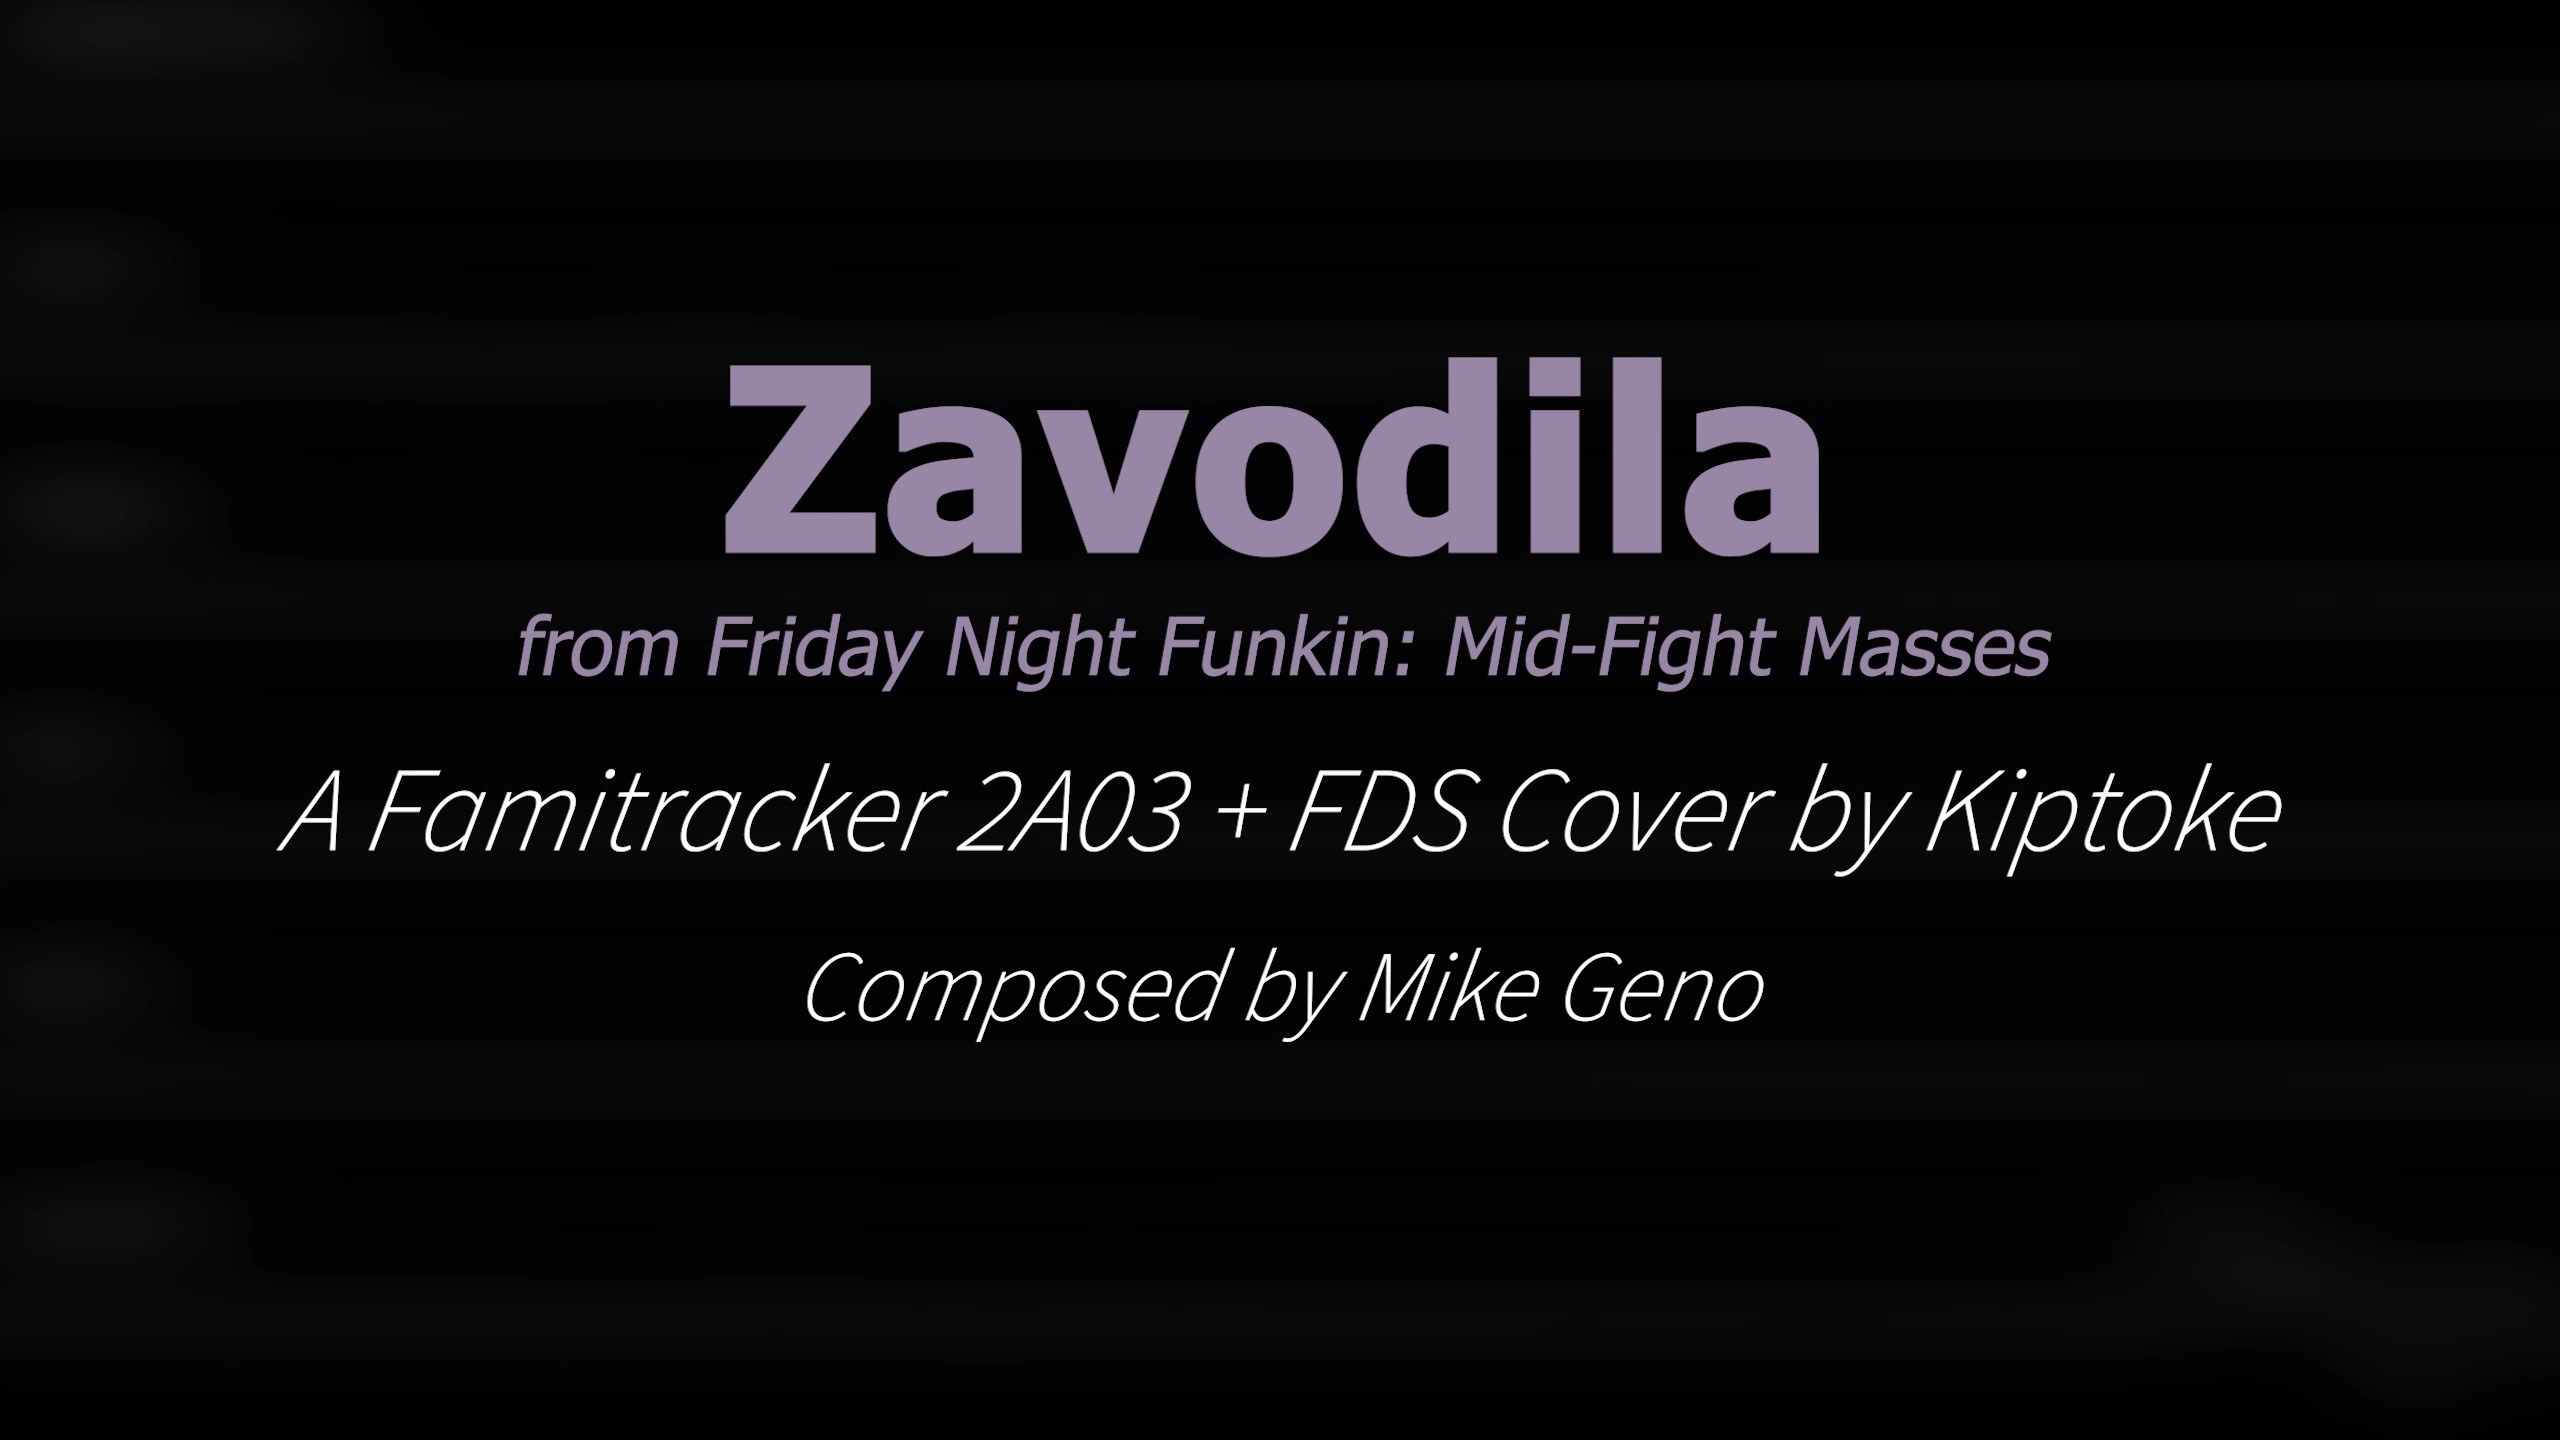 Zavodila
from Friday Night Funkin: Mid-Fight Masses
A Famitracker 2A03 + FDS Cover by Kiptoke
Composed by Mike Geno